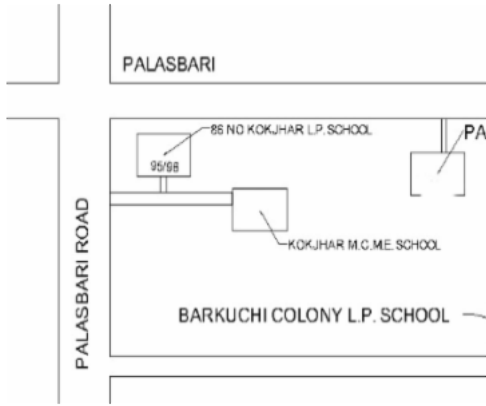 PALASBARI
86 NO KOKJHAR L.P. SCHOOL
PA
95/98
KOKJHAR M.C.M.E. SCHOOL
PALASBARI ROAD
BARKUCHI COLONY L.P. SCHOOL